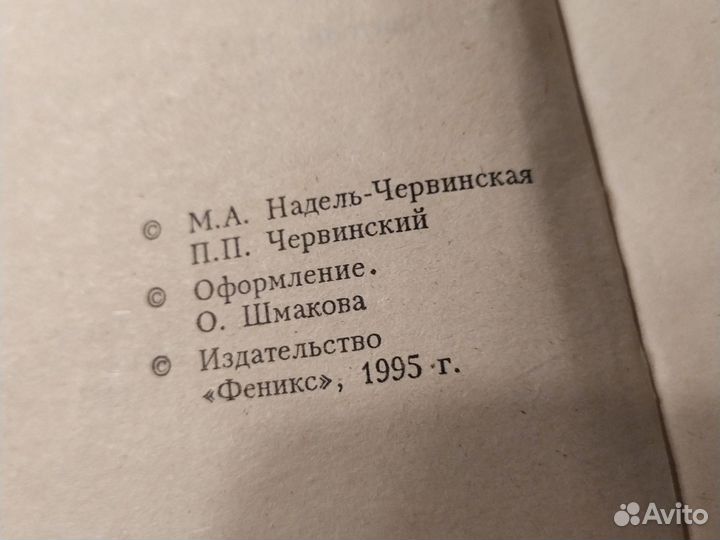 © М.А. Надель-Червинская
П.П. Червинский
© Оформление.
О. Шмакова
© Издательство
«Феникс», 1995 г.
Avito